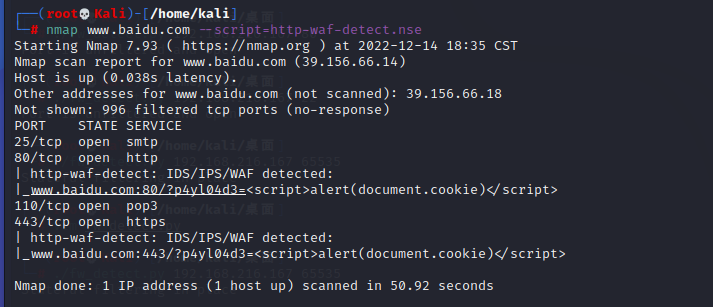 ┌──(root💀Kali)-[/home/kali]
└─# nmap www.baidu.com --script=http-waf-detect.nse
Starting Nmap 7.93 ( https://nmap.org ) at 2022-12-14 18:35 CST
Nmap scan report for www.baidu.com (39.156.66.14)
Host is up (0.038s latency).
Other addresses for www.baidu.com (not scanned): 39.156.66.18
Not shown: 996 filtered tcp ports (no-response)
PORT    STATE SERVICE
25/tcp  open  smtp
80/tcp  open  http
| http-waf-detect: IDS/IPS/WAF detected:
|_www.baidu.com:80/?p4yl04d3=<script>alert(document.cookie)</script>
110/tcp open  pop3
443/tcp open  https
| http-waf-detect: IDS/IPS/WAF detected:
|_www.baidu.com:443/?p4yl04d3=<script>alert(document.cookie)</script>
Nmap done: 1 IP address (1 host up) scanned in 50.92 seconds